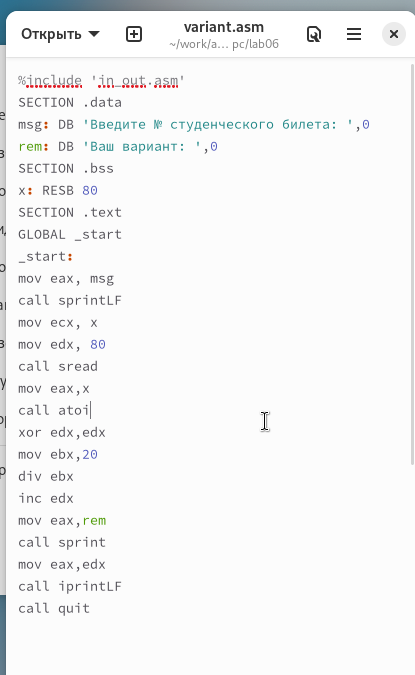 Открыть
variant.asm
~/work/a… pc/lab06
%include 'in_out.asm'
SECTION .data
msg: DB 'Введите № студенческого билета: ',0
rem: DB 'Ваш вариант: ',0
SECTION .bss
x: RESB 80
SECTION .text
GLOBAL _start
_start:
mov eax, msg
call sprintLF
mov ecx, x
mov edx, 80
call sread
mov eax,x
call atoi
xor edx,edx
mov ebx,20
div ebx
inc edx
mov eax,rem
call sprint
mov eax,edx
call iprintLF
call quit